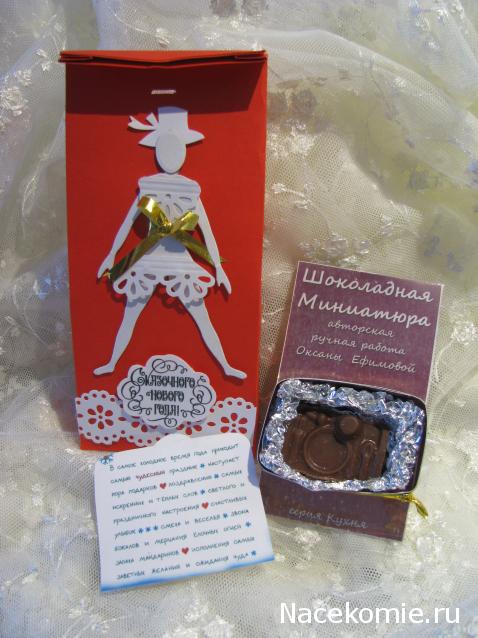 Сказочного
Нового
года!
Шоколадная
Миниатюра
авторская
ручная работа
Оксаны Ефимовой
серия Кухня
В самое холодное время года приходит
самый чудесный праздник наступает
пора подарков поздравлений самых
искренних и тёплых слов светлого и
праздничного настроения счастливых
улыбок смеха и веселья звона
бокалов и мерцания ёлочных огней
запаха мандаринов исполнения самых
заветных желаний и ожидания чуда
Nacekomie.ru